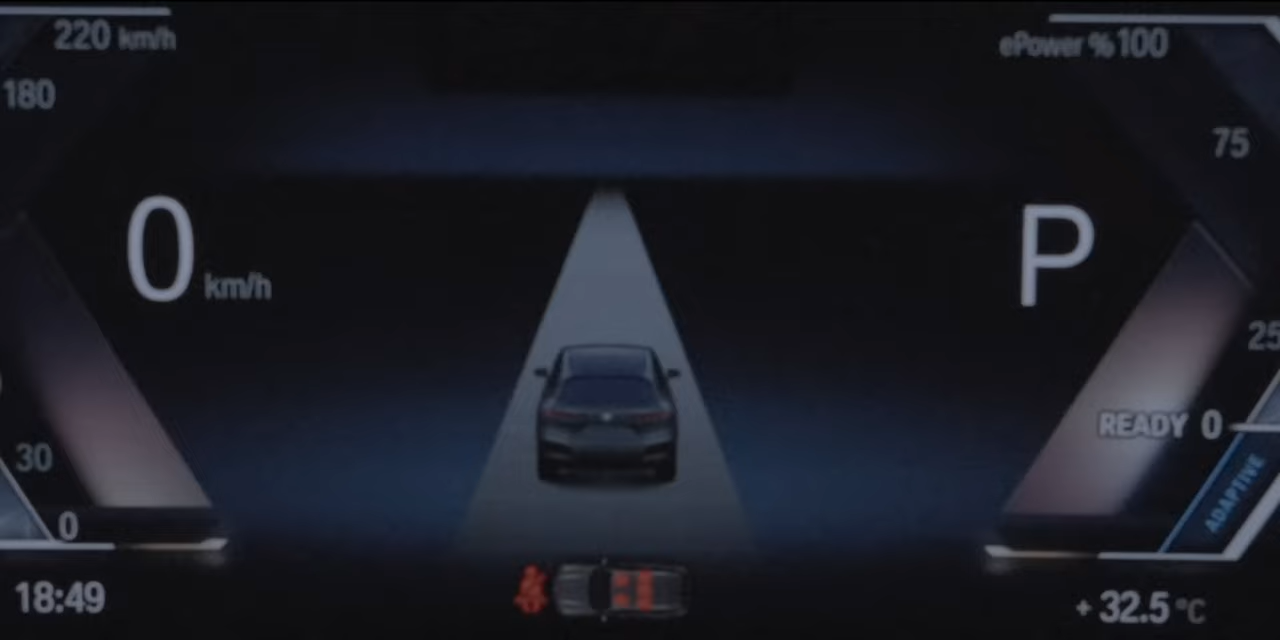 220 km/h
ePower % 100
180
75
0 km/h
P
25
READY 0
30
ADAPTIVE
0
18:49
+ 32.5 °C